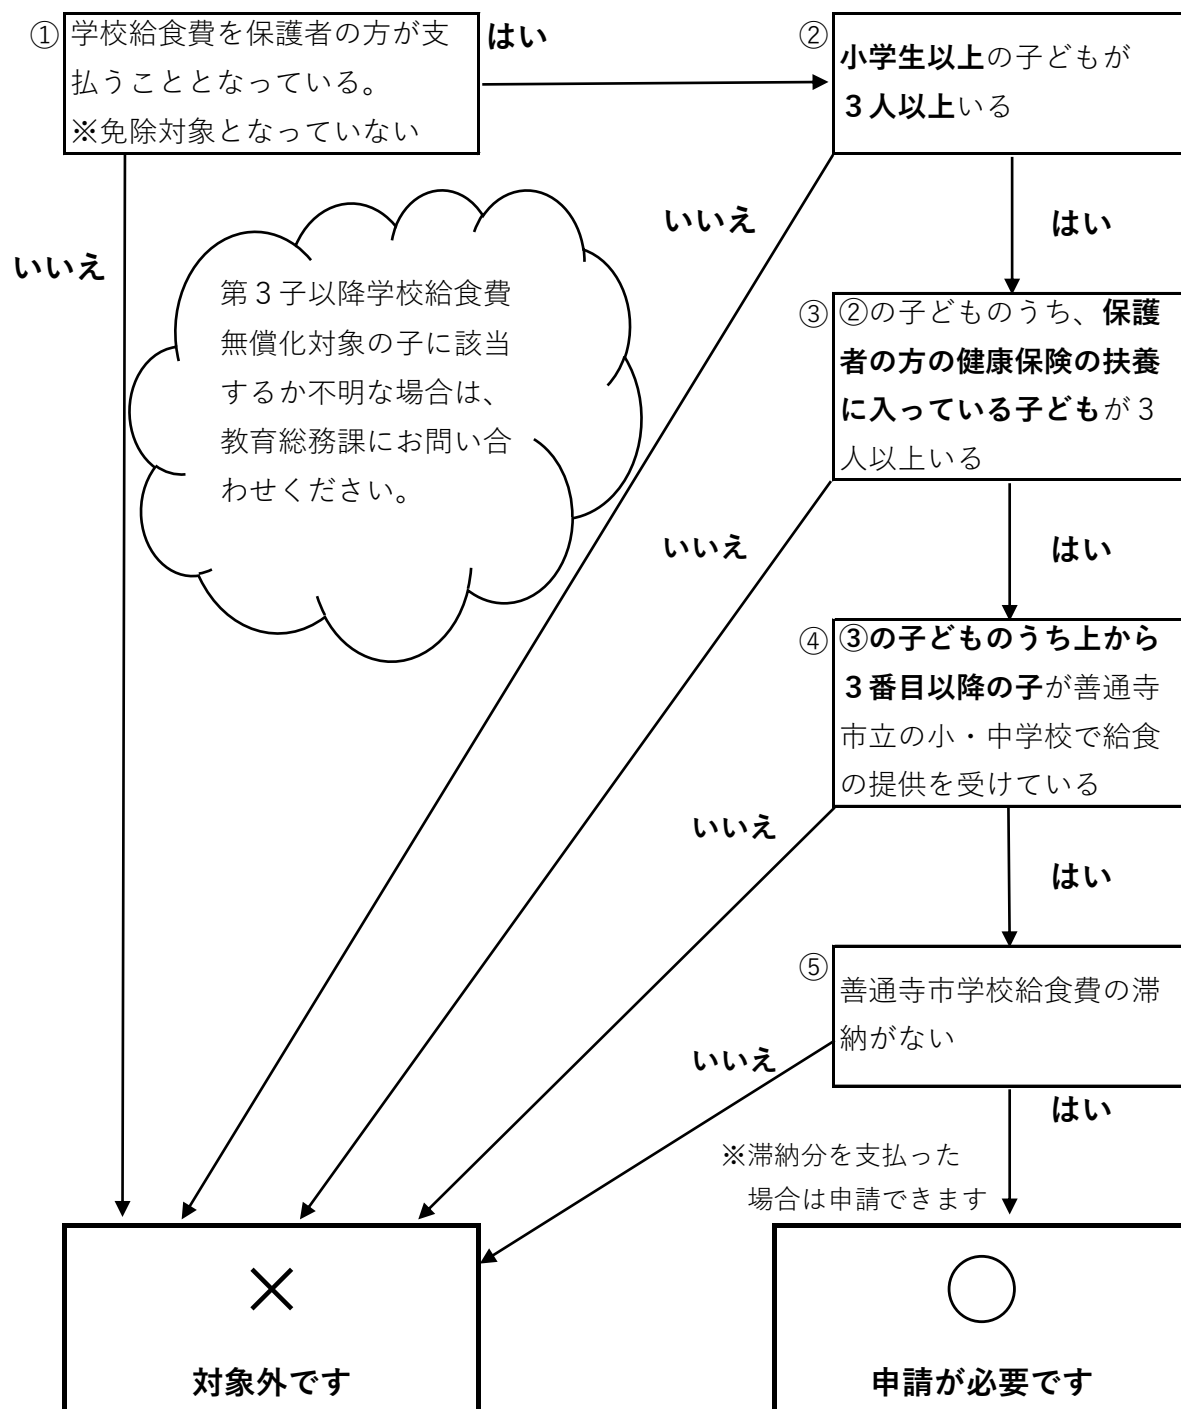 ①
学校給食費を保護者の方が支
払うこととなっている。
※免除対象となっていない
はい
②
小学生以上の子どもが
３人以上いる
いいえ
はい
いいえ
第３子以降学校給食費
無償化対象の子に該当
するか不明な場合は、
教育総務課にお問い合
わせください。
③
②の子どものうち、保護
者の方の健康保険の扶養
に入っている子どもが３
人以上いる
いいえ
はい
④
③の子どものうち上から
３番目以降の子が善通寺
市立の小・中学校で給食
の提供を受けている
いいえ
はい
⑤
善通寺市学校給食費の滞
納がない
いいえ
はい
※滞納分を支払った
場合は申請できます
×
対象外です
○
申請が必要です